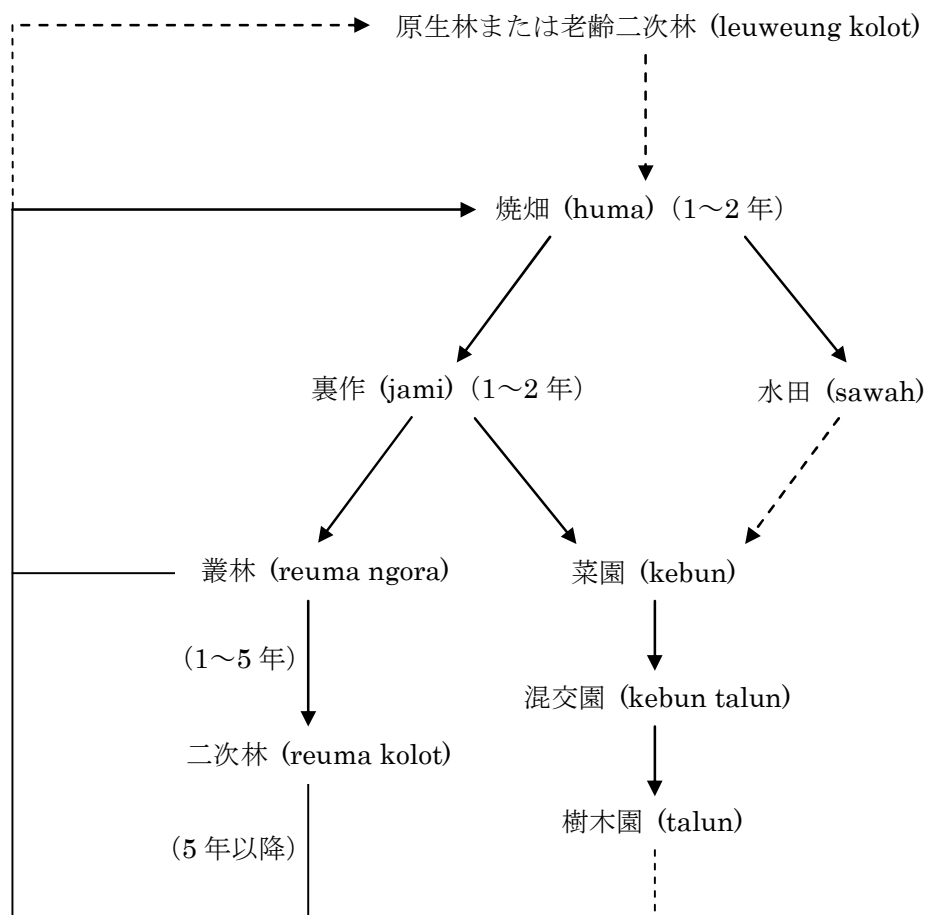 原生林または老齢二次林 (leuweung kolot)
焼畑 (huma)（1～2 年）
裏作 (jami)（1～2 年）
水田 (sawah)
叢林 (reuma ngora)
菜園 (kebun)
（1～5 年）
混交園 (kebun talun)
二次林 (reuma kolot)
樹木園 (talun)
（5 年以降）